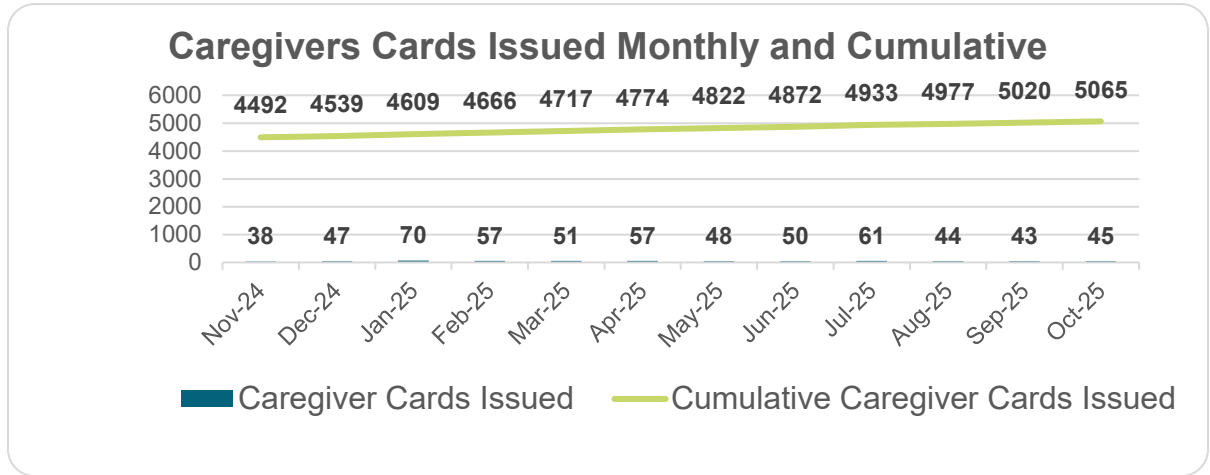 Caregivers Cards Issued Monthly and Cumulative
4492 4539 4609 4666 4717 4774 4822 4872 4933 4977 5020 5065
6000
5000
4000
3000
2000
1000
0
38 47 70 57 51 57 48 50 61 44 43 45
Nov-24 Dec-24 Jan-25 Feb-25 Mar-25 Apr-25 May-25 Jun-25 Jul-25 Aug-25 Sep-25 Oct-25
Caregiver Cards Issued Cumulative Caregiver Cards Issued